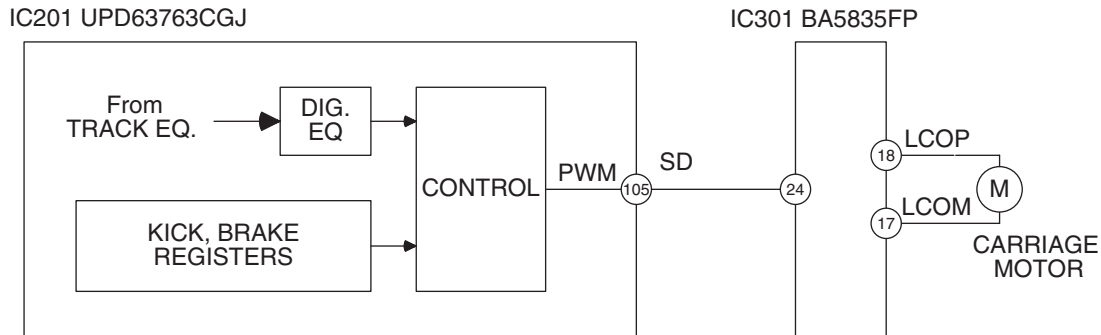 IC201 UPD63763CGJ
IC301 BA5835FP
From
TRACK EQ.
DIG.
EQ
CONTROL
PWM
105
SD
24
18
LCOP
M
17
LCOM
KICK, BRAKE
REGISTERS
CARRIAGE
MOTOR